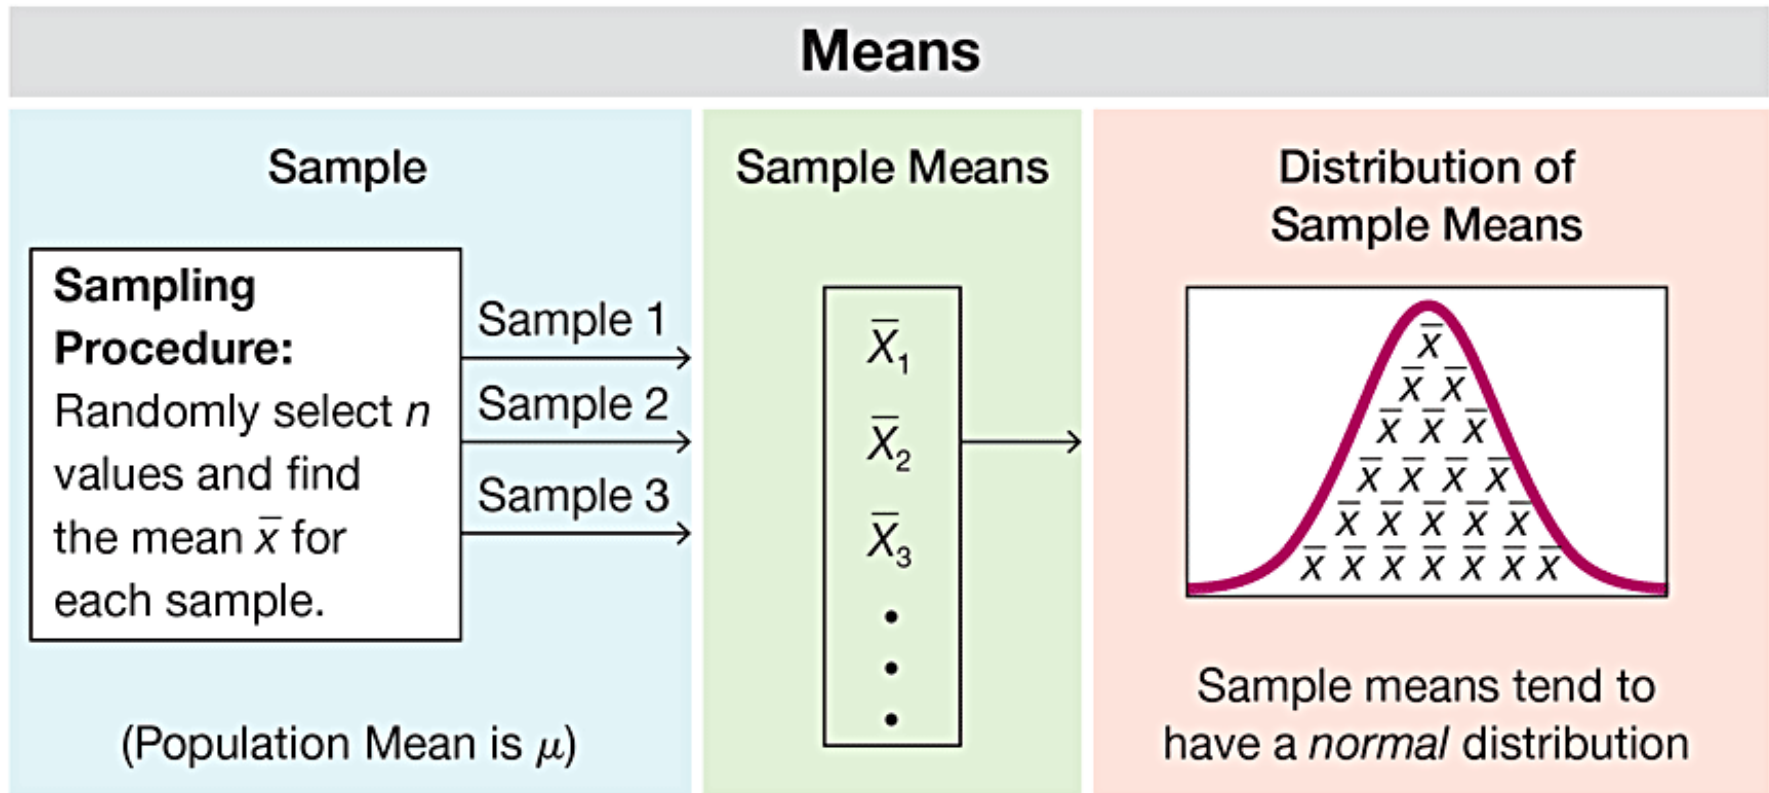 Means
Sample
Sampling
Procedure:
Randomly select n
values and find
the mean x̅ for
each sample.
Sample 1
Sample 2
Sample 3
(Population Mean is μ)
Sample Means
x̅₁
x̅₂
x̅₃
Distribution of
Sample Means
x̅
x̅ x̅
x̅ x̅ x̅
x̅ x̅ x̅ x̅
x̅ x̅ x̅ x̅ x̅
x̅ x̅ x̅ x̅ x̅ x̅ x̅
Sample means tend to
have a normal distribution